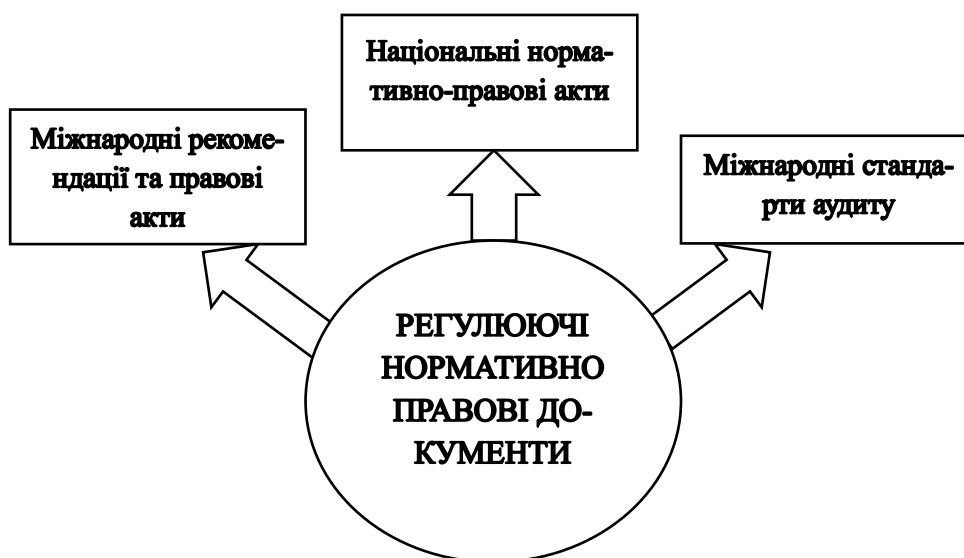 Національні норма-
тивно-правові акти
Міжнародні рекоме-
ндації та правові
акти
Міжнародні станда-
рти аудиту
РЕГУЛЮЮЧІ
НОРМАТИВНО
ПРАВОВІ ДО-
КУМЕНТИ